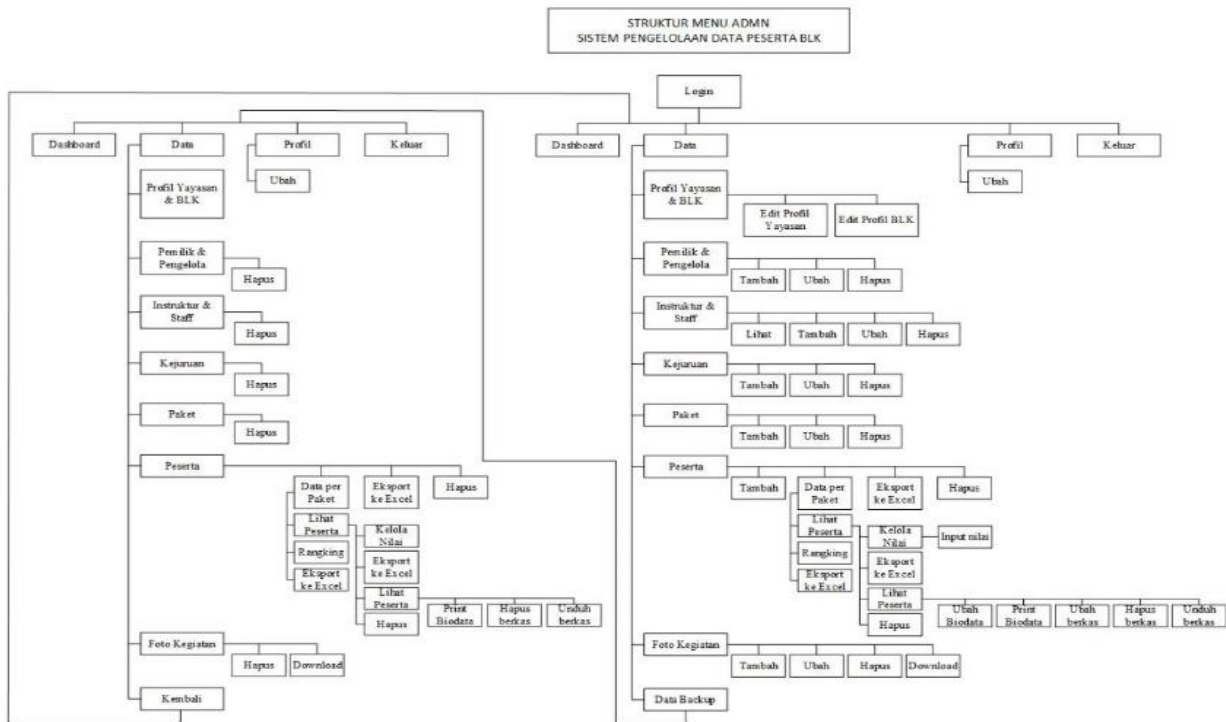 STRUKTUR MENU ADMN
SISTEM PENGELOLAAN DATA PESERTA BLK
Login
Dashboard
Data
Profil
Keluar
Ubah
Profil Yayasan
& BLK
Pemilik &
Pengelola
Hapus
Instruktur &
Staff
Hapus
Kejuruan
Hapus
Paket
Hapus
Peserta
Data per
Paket
Eksport
ke Excel
Hapus
Lihat
Peserta
Kelola
Nilai
Rangking
Eksport
ke Excel
Eksport
ke Excel
Lihat
Peserta
Print
Biodata
Hapus
berkas
Unduh
berkas
Hapus
Foto Kegiatan
Hapus
Download
Kembali
Dashboard
Data
Profil
Keluar
Ubah
Profil Yayasan
& BLK
Edit Profil
Yayasan
Edit Profil BLK
Pemilik &
Pengelola
Tambah
Ubah
Hapus
Instruktur &
Staff
Lihat
Tambah
Ubah
Hapus
Kejuruan
Tambah
Ubah
Hapus
Paket
Tambah
Ubah
Hapus
Peserta
Tambah
Data per
Paket
Eksport
ke Excel
Hapus
Lihat
Peserta
Kelola
Nilai
Input nilai
Rangking
Eksport
ke Excel
Eksport
ke Excel
Lihat
Peserta
Ubah
Biodata
Print
Biodata
Ubah
berkas
Hapus
berkas
Unduh
berkas
Hapus
Foto Kegiatan
Tambah
Ubah
Hapus
Download
Data Backup